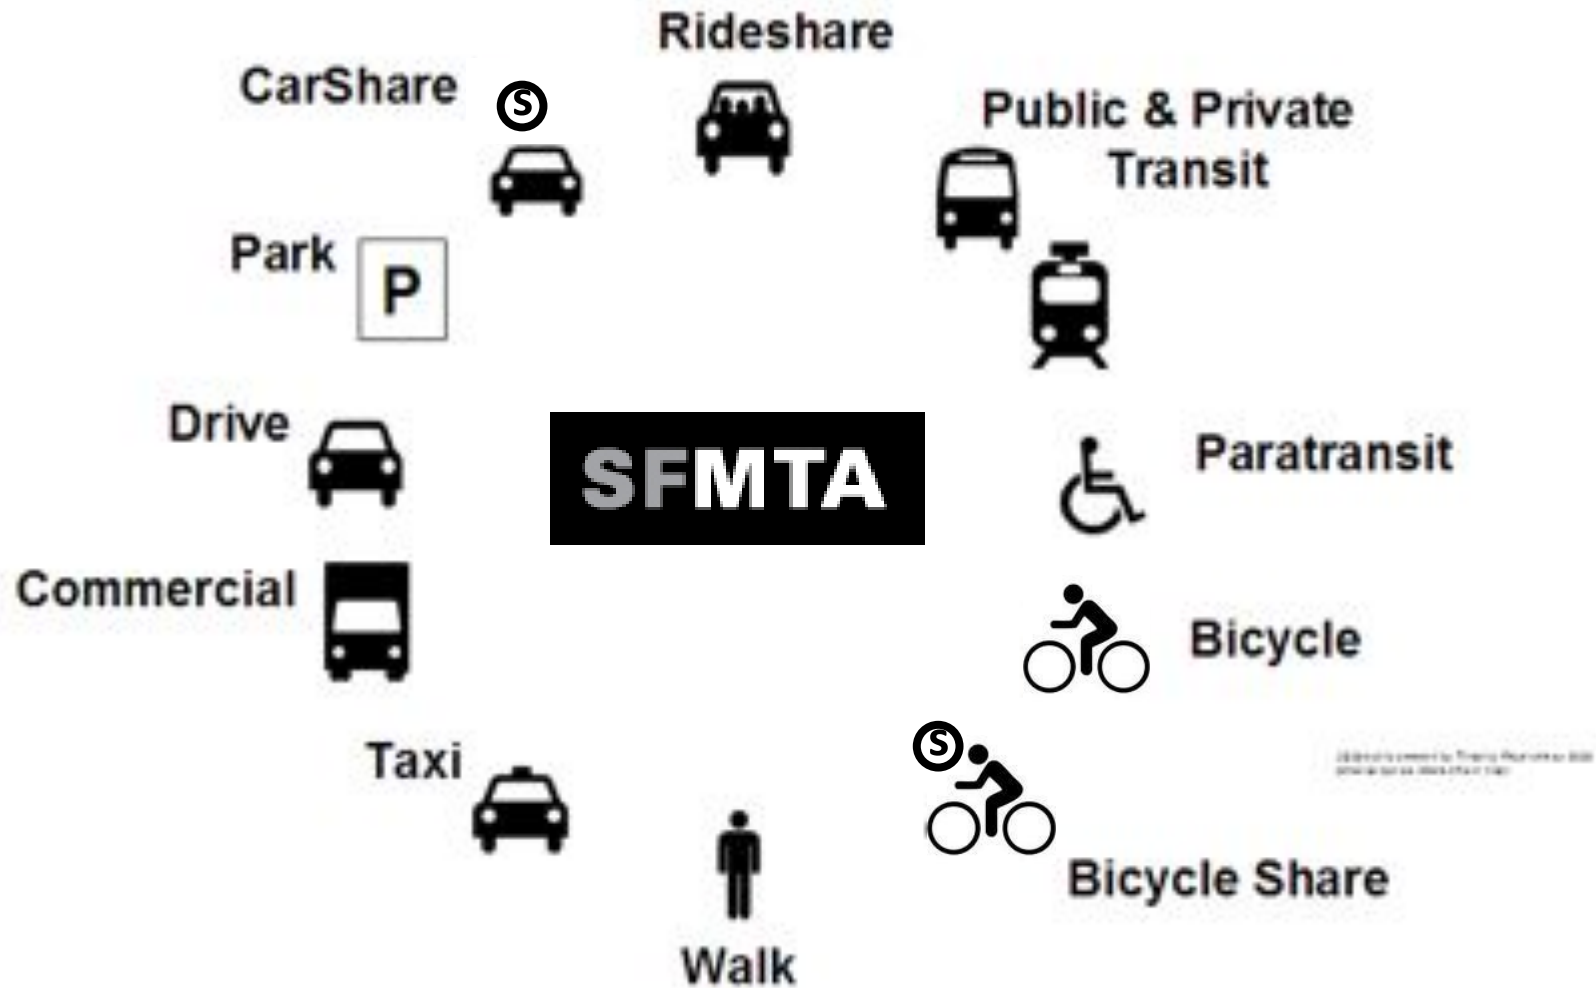 Rideshare
CarShare
S
Public & Private
Transit
Park
P
Drive
SFMTA
Paratransit
Commercial
Bicycle
Taxi
S
Bicycle Share
Walk